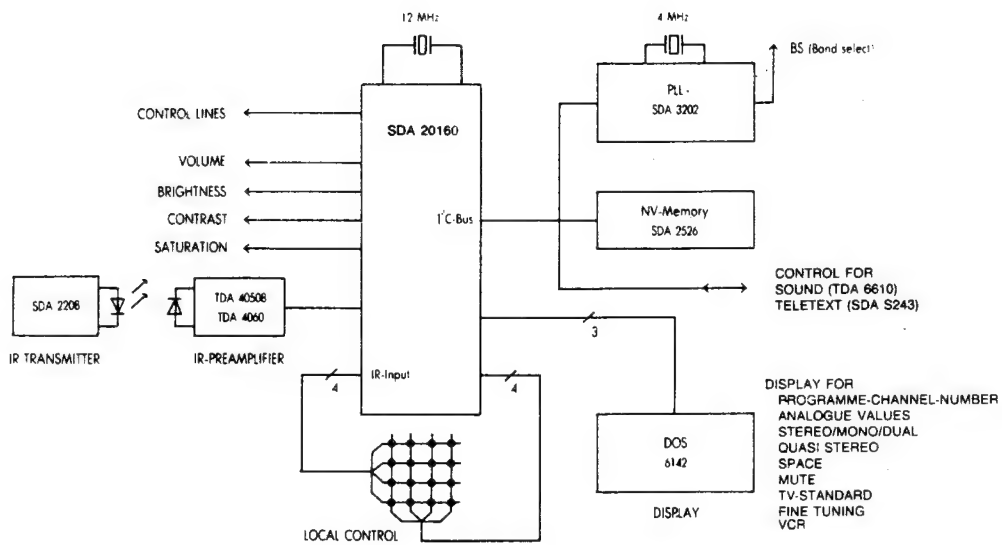 12 MHz
4 MHz
BS (Band select)
PLL-
SDA 3202
CONTROL LINES
SDA 20160
VOLUME
BRIGHTNESS
CONTRAST
SATURATION
I²C-Bus
NV-Memory
SDA 2526
CONTROL FOR
SOUND (TDA 6610)
TELETEXT (SDA S243)
SDA 2208
TDA 4050B
TDA 4060
IR TRANSMITTER
IR-PREAMPLIFIER
3
IR-Input
4
4
DISPLAY FOR
PROGRAMME-CHANNEL-NUMBER
ANALOGUE VALUES
STEREO/MONO/DUAL
QUASI STEREO
SPACE
MUTE
TV-STANDARD
FINE TUNING
VCR
DOS
6142
DISPLAY
LOCAL CONTROL